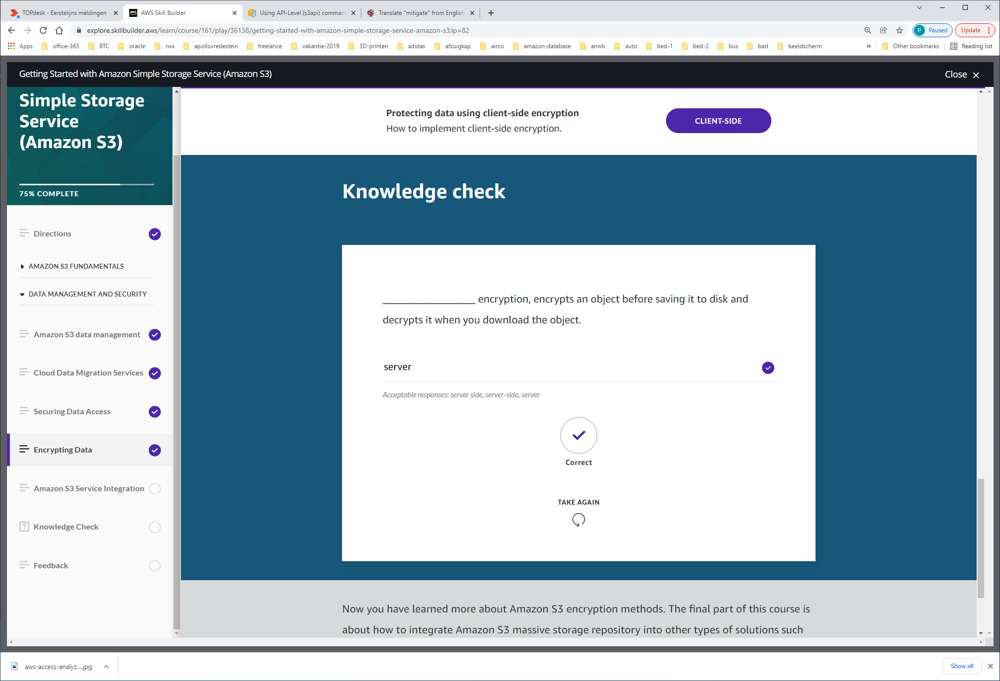 TOPdesk - Eerstelijns meldingen
AWS Skill Builder
Using API-Level (s3api) comman
Translate "mitigate" from English
explore.skillbuilder.aws/learn/course/161/play/36138/getting-started-with-amazon-simple-storage-service-amazon-s3;lp=82
P Paused
Update
Apps office-365 BTC oracle rws apollovredestein freelance vakantie-2019 3D-printen adidas afzuigkap airco amazon-database anwb auto bed-1 bed-2 bus bad beeldscherm » Other bookmarks Reading list
Getting Started with Amazon Simple Storage Service (Amazon S3)
Close
Simple Storage
Service
(Amazon S3)
75% COMPLETE
Directions
AMAZON S3 FUNDAMENTALS
DATA MANAGEMENT AND SECURITY
Amazon S3 data management
Cloud Data Migration Services
Securing Data Access
Encrypting Data
Amazon S3 Service Integration
Knowledge Check
Feedback
Protecting data using client-side encryption
How to implement client-side encryption.
CLIENT-SIDE
Knowledge check
__________________ encryption, encrypts an object before saving it to disk and
decrypts it when you download the object.
server
Acceptable responses: server side, server-side, server
Correct
TAKE AGAIN
Now you have learned more about Amazon S3 encryption methods. The final part of this course is
about how to integrate Amazon S3 massive storage repository into other types of solutions such
aws-access-analyz....jpg
Show all